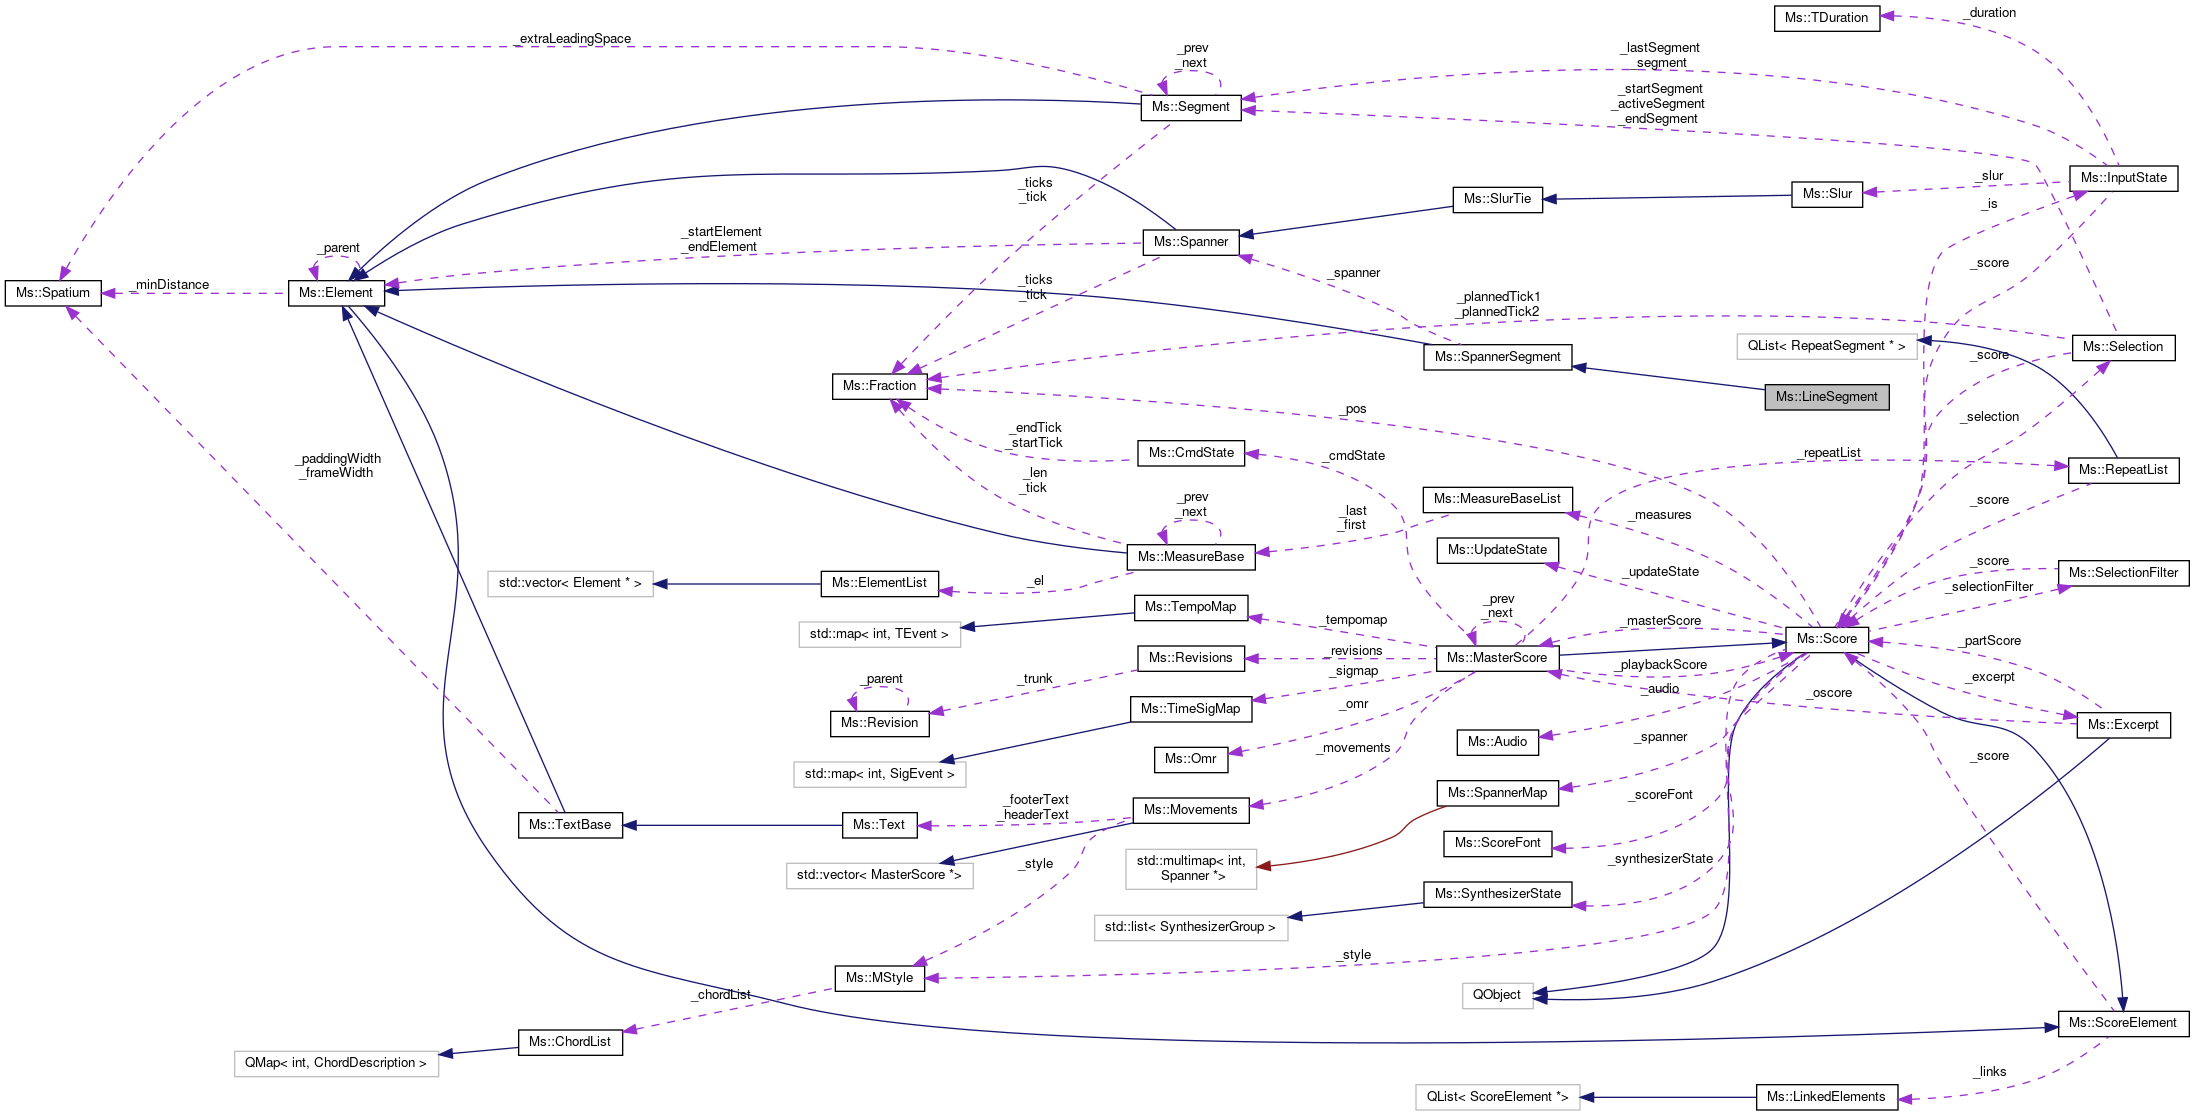 Ms::TDuration
_duration
_extraLeadingSpace
_prev
_next
_lastSegment
_segment
Ms::Segment
_startSegment
_activeSegment
_endSegment
_ticks
_tick
_slur
Ms::InputState
Ms::SlurTie
Ms::Slur
_is
_parent
_startElement
_endElement
Ms::Spanner
_score
Ms::Spatium
_minDistance
Ms::Element
_ticks
_tick
_spanner
_plannedTick1
_plannedTick2
QList< RepeatSegment * >
_score
Ms::Selection
Ms::SpannerSegment
Ms::Fraction
Ms::LineSegment
_pos
_selection
_endTick
_startTick
Ms::CmdState
_cmdState
_repeatList
Ms::RepeatList
_len
_tick
_prev
_next
Ms::MeasureBaseList
_last
_first
_measures
_score
Ms::MeasureBase
Ms::UpdateState
_paddingWidth
_frameWidth
std::vector< Element * >
Ms::ElementList
_el
_updateState
_score
Ms::SelectionFilter
_selectionFilter
Ms::TempoMap
std::map< int, TEvent >
_tempomap
_prev
_next
_masterScore
Ms::Score
_partScore
Ms::Revisions
_revisions
Ms::MasterScore
_playbackScore
_parent
_trunk
_sigmap
_audio
_excerpt
_oscore
Ms::Revision
Ms::TimeSigMap
_omr
Ms::Excerpt
Ms::Audio
_spanner
_movements
Ms::Omr
_score
std::map< int, SigEvent >
Ms::SpannerMap
_scoreFont
_footerText
_headerText
Ms::Movements
Ms::TextBase
Ms::Text
Ms::ScoreFont
std::vector< MasterScore *>
_style
std::multimap< int,
Spanner *>
_synthesizerState
Ms::SynthesizerState
std::list< SynthesizerGroup >
_style
Ms::MStyle
_chordList
QObject
Ms::ScoreElement
Ms::ChordList
QMap< int, ChordDescription >
_links
QList< ScoreElement *>
Ms::LinkedElements